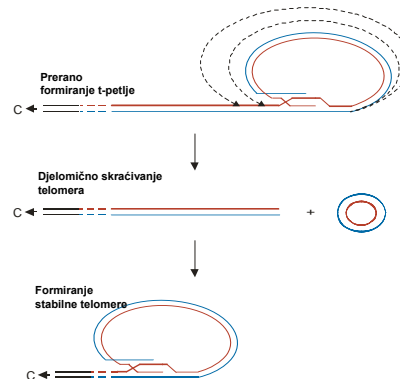 Prerano
formiranje t-petlje
C
Djelomično skraćivanje
telomera
C
+
Formiranje
stabilne telomere
C